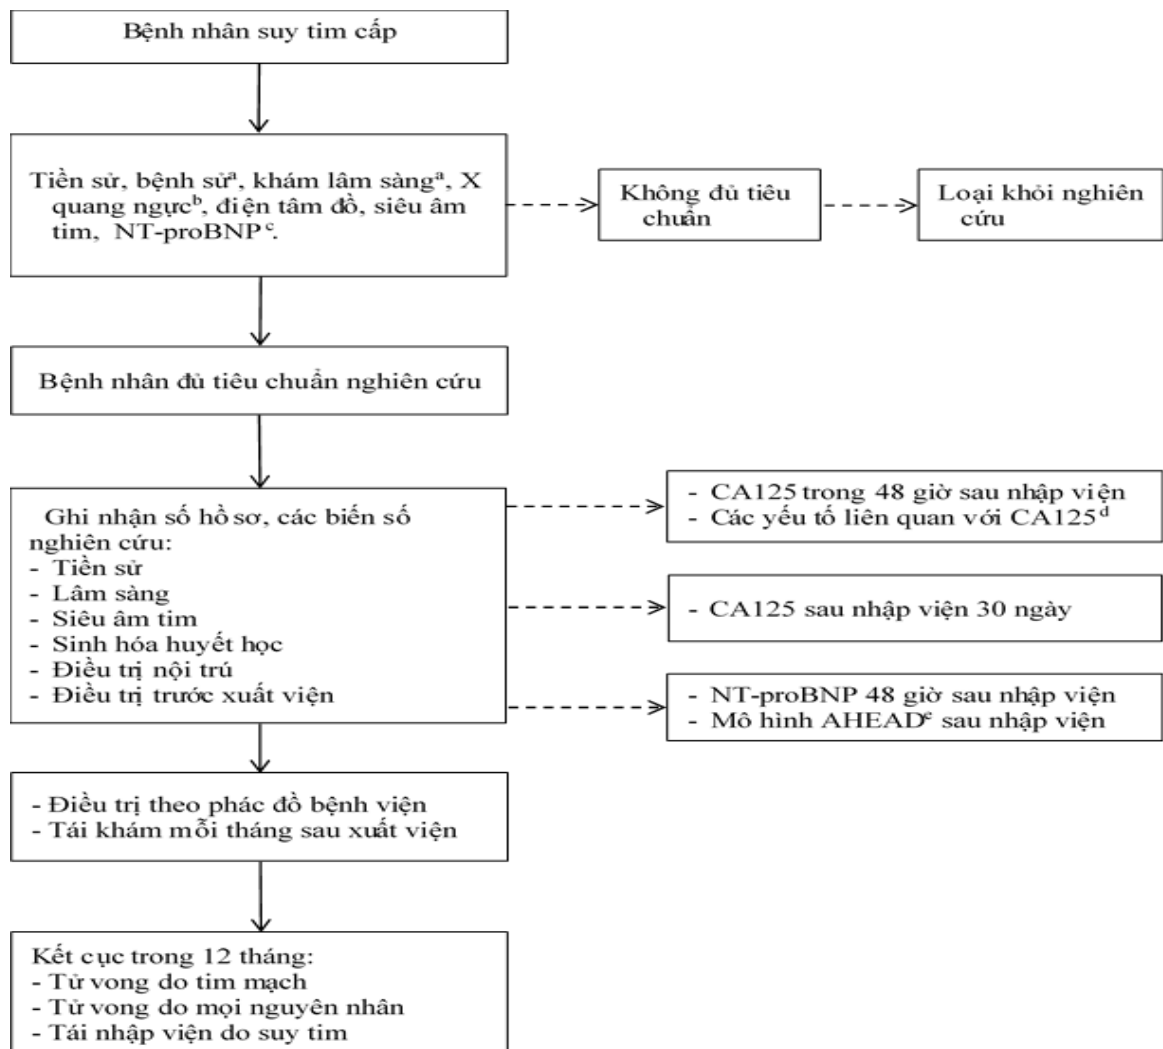 Bệnh nhân suy tim cấp
Tiền sử, bệnh sửᵃ, khám lâm sàngᵃ, X
quang ngựcᵇ, điện tâm đồ, siêu âm
tim, NT-proBNPᶜ.
Không đủ tiêu
chuẩn
Loại khỏi nghiên
cứu
Bệnh nhân đủ tiêu chuẩn nghiên cứu
Ghi nhận số hồ sơ, các biến số
nghiên cứu:
- Tiền sử
- Lâm sàng
- Siêu âm tim
- Sinh hóa huyết học
- Điều trị nội trú
- Điều trị trước xuất viện
- CA125 trong 48 giờ sau nhập viện
- Các yếu tố liên quan với CA125ᵈ
- CA125 sau nhập viện 30 ngày
- NT-proBNP 48 giờ sau nhập viện
- Mô hình AHEADᵉ sau nhập viện
- Điều trị theo phác đồ bệnh viện
- Tái khám mỗi tháng sau xuất viện
Kết cục trong 12 tháng:
- Tử vong do tim mạch
- Tử vong do mọi nguyên nhân
- Tái nhập viện do suy tim